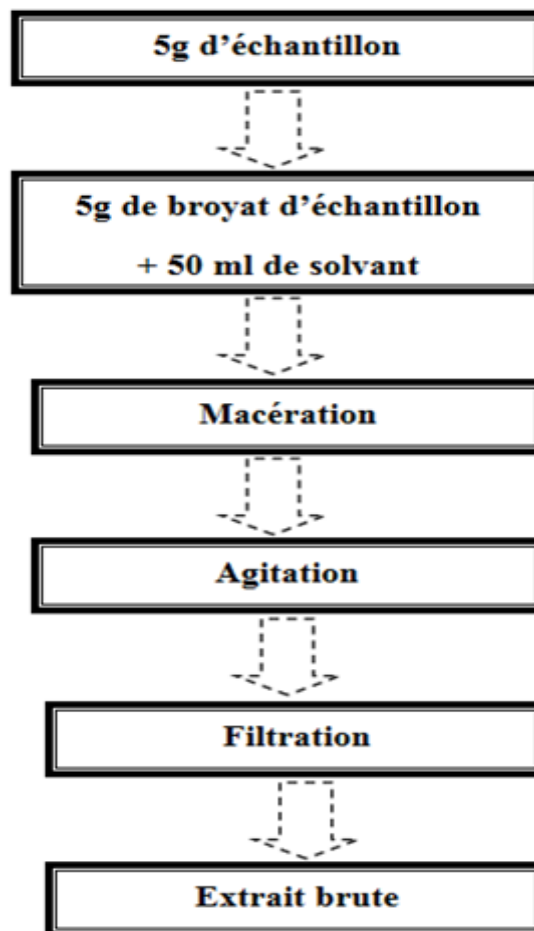 5g d’échantillon
5g de broyat d’échantillon
+ 50 ml de solvant
Macération
Agitation
Filtration
Extrait brute